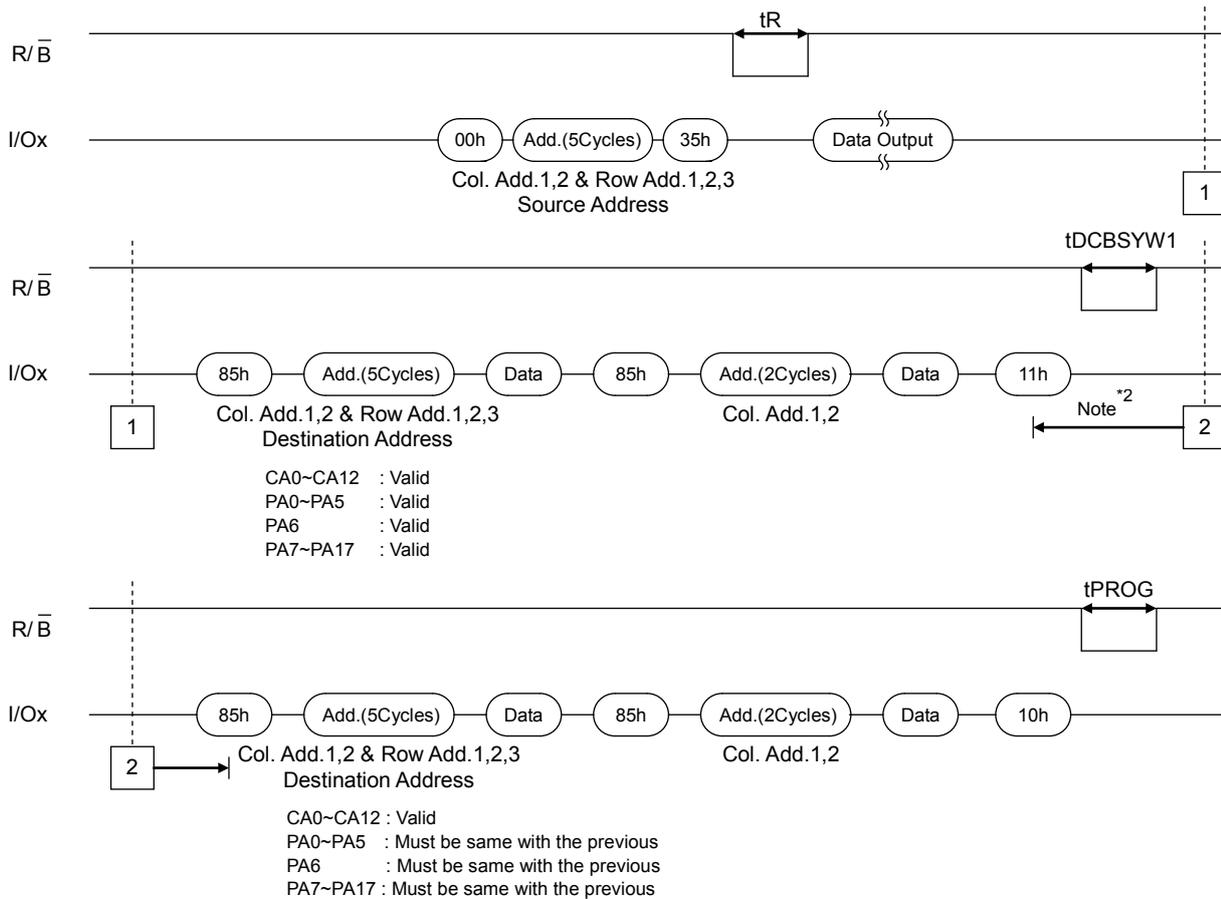 tR
R/B̅
I/Ox
00h Add.(5Cycles) 35h Data Output
Col. Add.1,2 & Row Add.1,2,3
Source Address
1
tDCBSYW1
R/B̅
I/Ox
85h Add.(5Cycles) Data 85h Add.(2Cycles) Data 11h
Col. Add.1,2 & Row Add.1,2,3 Col. Add.1,2 Note*2
Destination Address
1 2
CA0~CA12 : Valid
PA0~PA5 : Valid
PA6 : Valid
PA7~PA17 : Valid
tPROG
R/B̅
I/Ox
85h Add.(5Cycles) Data 85h Add.(2Cycles) Data 10h
2 Col. Add.1,2 & Row Add.1,2,3 Col. Add.1,2
Destination Address
CA0~CA12 : Valid
PA0~PA5 : Must be same with the previous
PA6 : Must be same with the previous
PA7~PA17 : Must be same with the previous